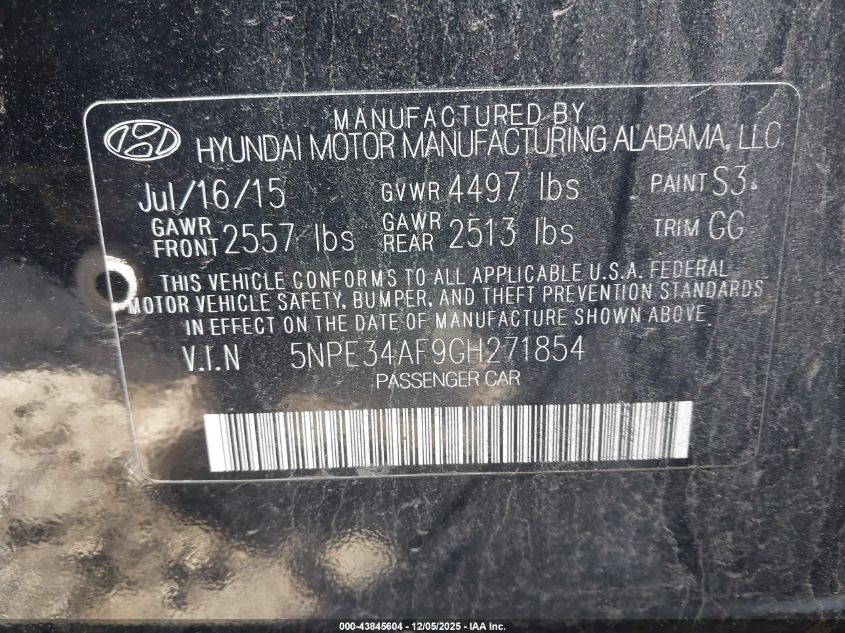 MANUFACTURED BY
HYUNDAI MOTOR MANUFACTURING ALABAMA, LLC
Jul/16/15 GVWR 4497 lbs PAINT S3
GAWR FRONT 2557 lbs GAWR REAR 2513 lbs TRIM GG
THIS VEHICLE CONFORMS TO ALL APPLICABLE U.S.A. FEDERAL
MOTOR VEHICLE SAFETY, BUMPER, AND THEFT PREVENTION STANDARDS
IN EFFECT ON THE DATE OF MANUFACTURE SHOWN ABOVE.
V.I.N 5NPE34AF9GH271854
PASSENGER CAR
000-43845604 - 12/05/2025 - IAA Inc.